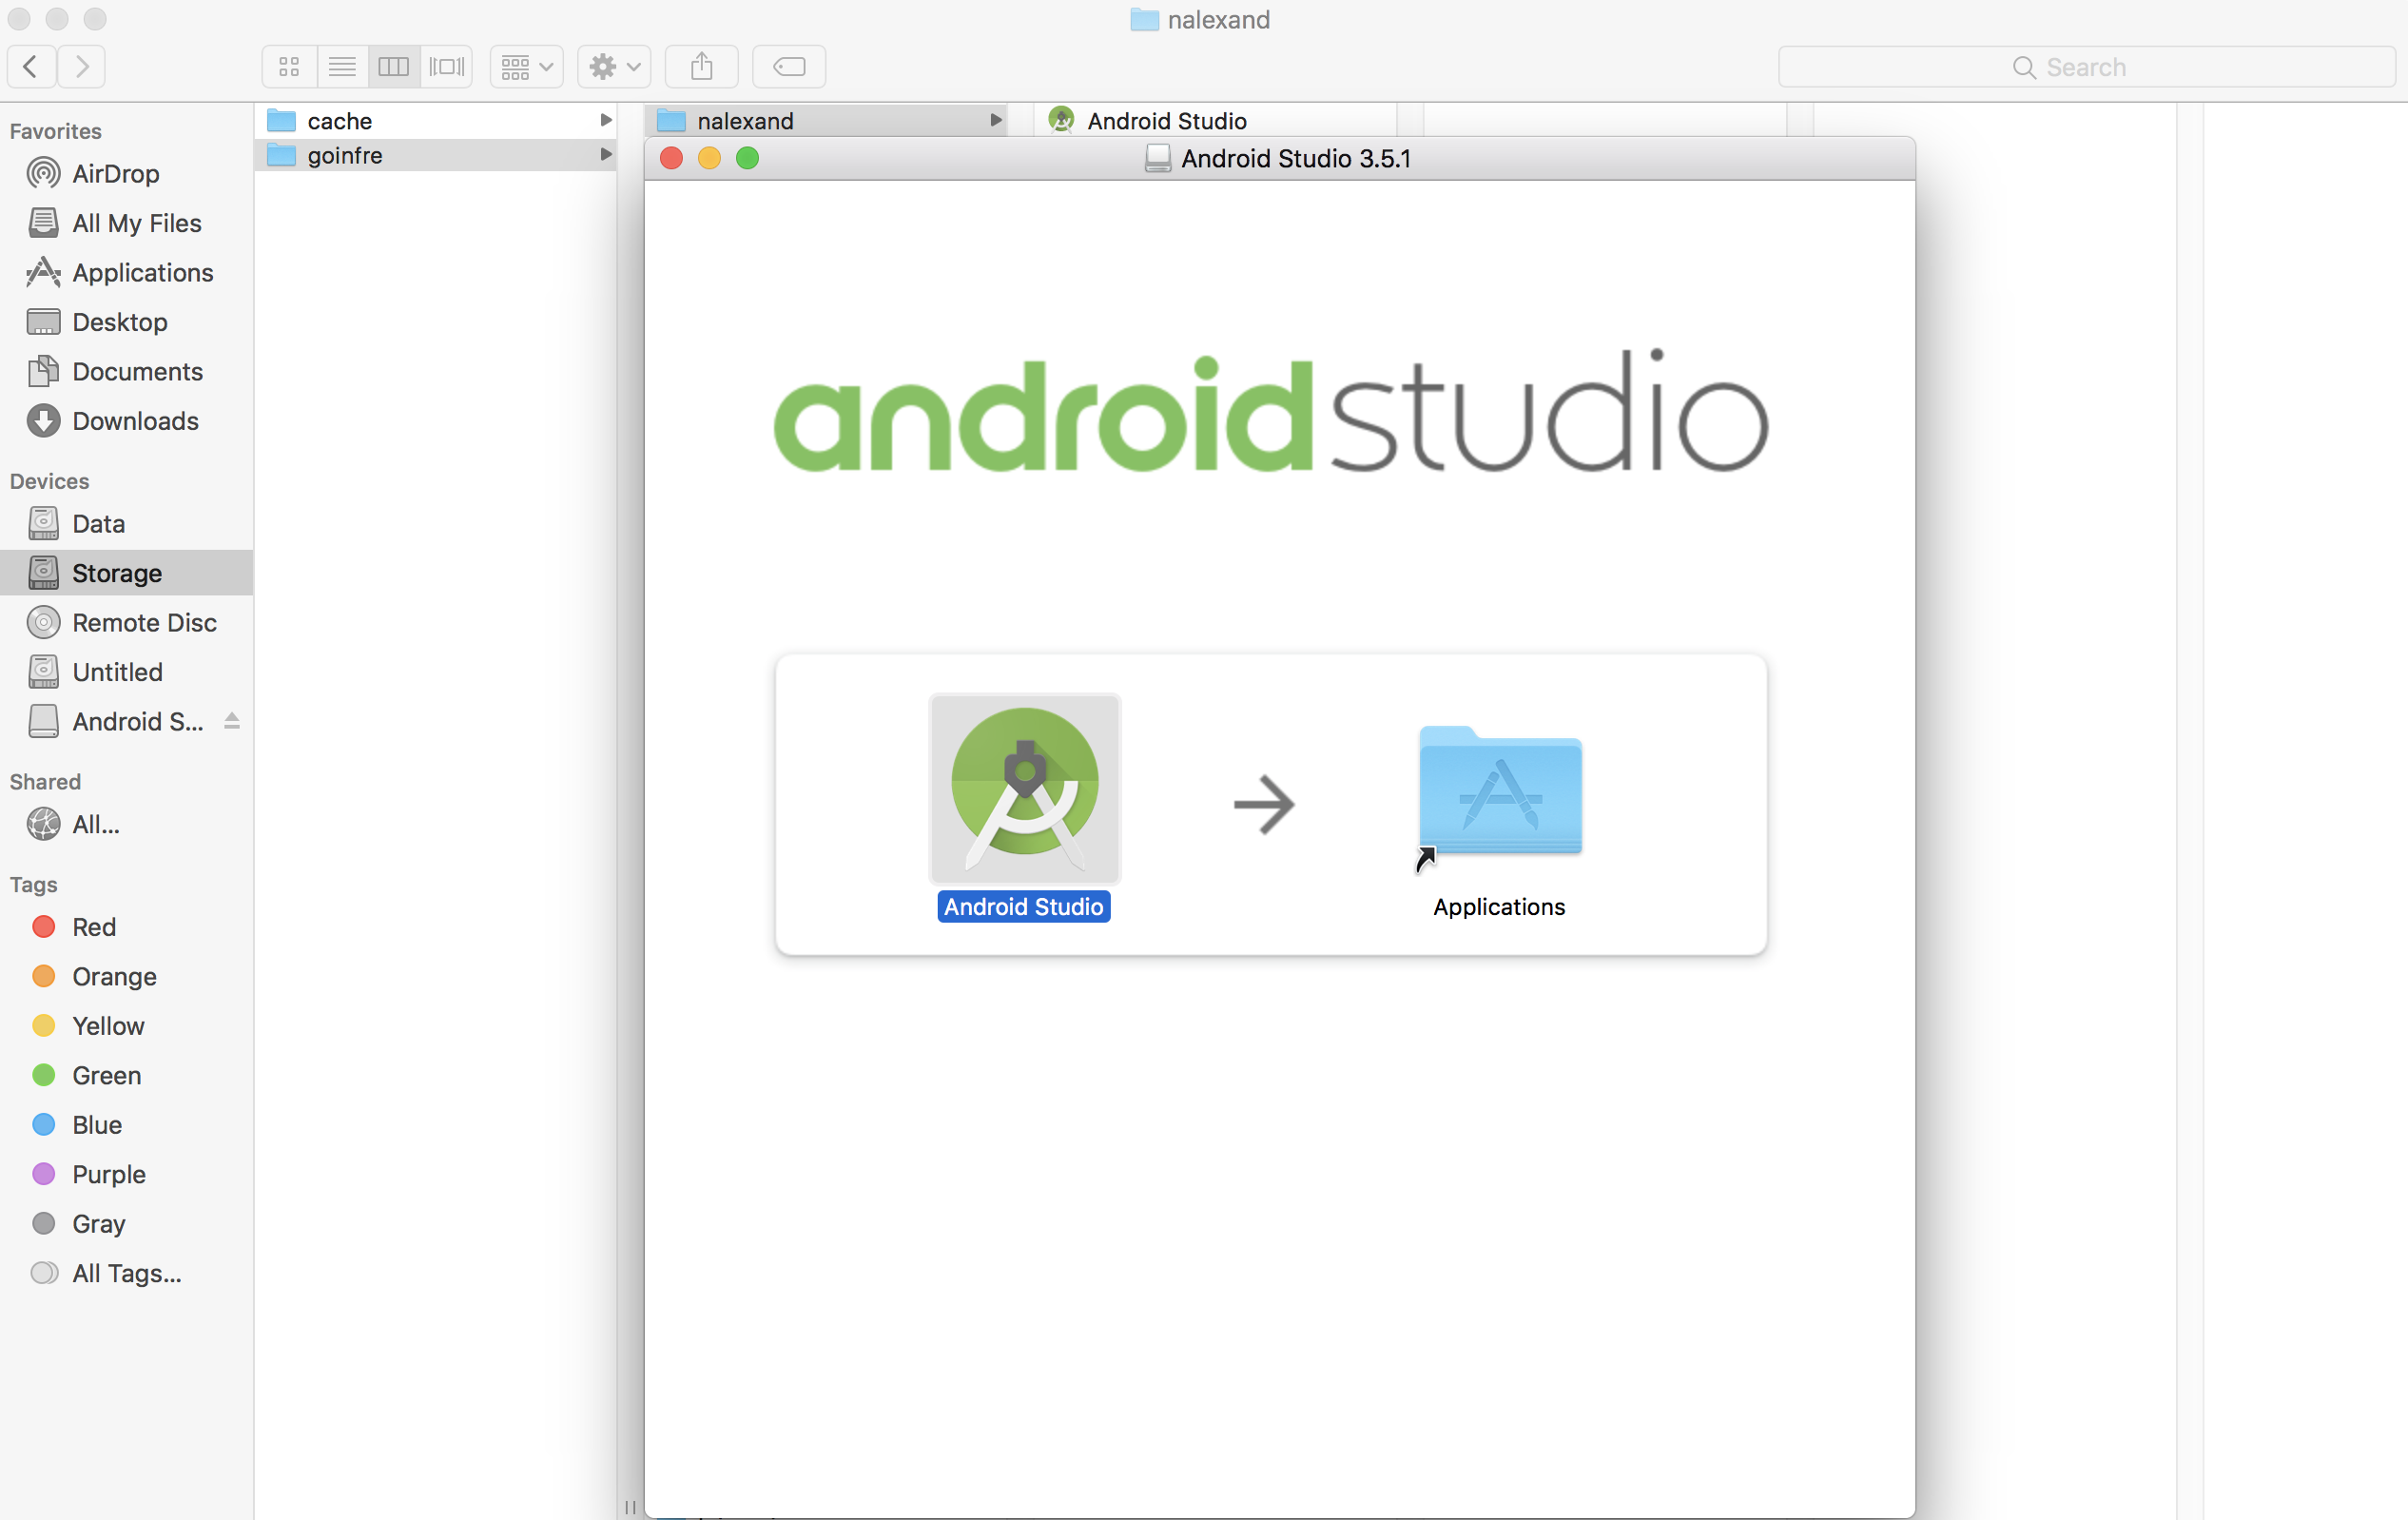 nalexand
Search
Favorites
AirDrop
All My Files
Applications
Desktop
Documents
Downloads
Devices
Data
Storage
Remote Disc
Untitled
Android S...
Shared
All...
Tags
Red
Orange
Yellow
Green
Blue
Purple
Gray
All Tags...
cache
goinfre
nalexand
Android Studio
Android Studio 3.5.1
androidstudio
Android Studio
Applications